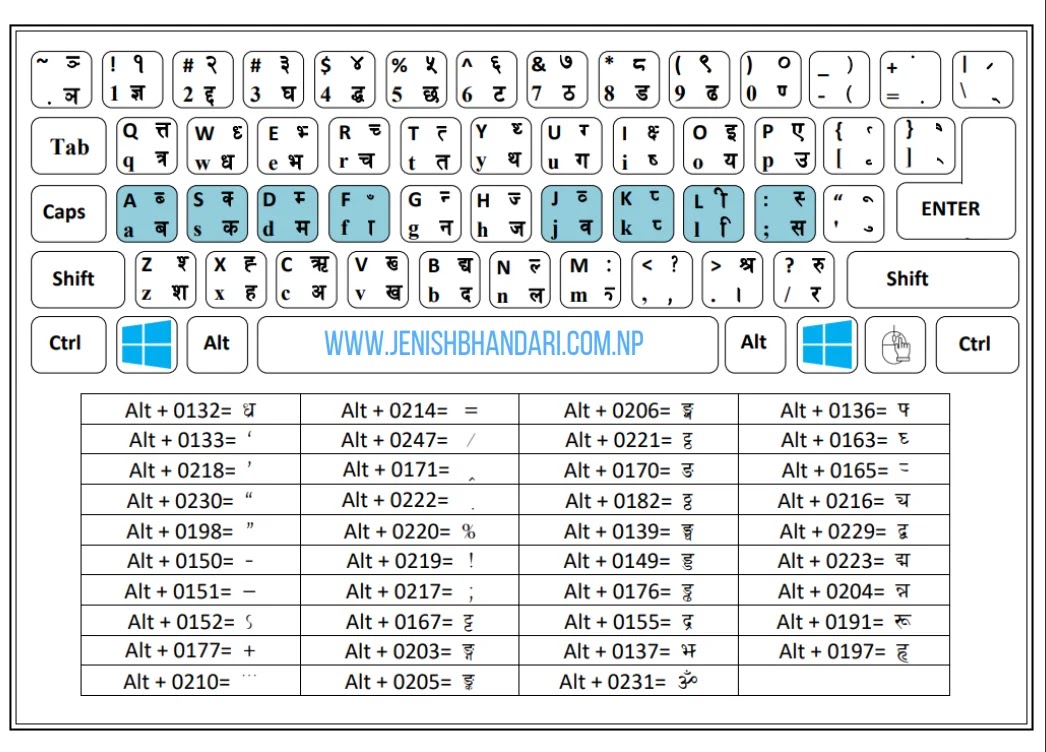 ~ ञ् ! १ # २ # ३ $ ४ % ५ ^ ६ & ७ * ८ ( ९ ) ० _ ) + ं |
. ञ 1 ज्ञ 2 द्द 3 घ 4 द्ध 5 छ 6 ट 7 ठ 8 ड 9 ढ 0 ण - ( = . \ ्
Tab
Q त्त W ध् E भ् R च् T त् Y थ् U ग् I क्ष् O इ P ए { }
q त्र w ध e भ r च t त y थ u ग i ष् o य p उ [ ]
Caps
A ब् S क् D म् F ँ G न् H ज् J व् K प् L ी : स् “
a ब s क d म f ा g न h ज j व k प् l ि ; स '
ENTER
Shift
Z श् X ह् C ऋ V ख् B द्य N ल् M : < ? > श्र ? रु
z श x ह c अ v ख b द n ल m , , . । / र
Shift
Ctrl Alt WWW.JENISHBHANDARI.COM.NP Alt Ctrl
Alt + 0132= ध Alt + 0214= = Alt + 0206= ङ्ख Alt + 0136= फ
Alt + 0133= ‘ Alt + 0247= / Alt + 0221= ट्ठ Alt + 0163= घ्
Alt + 0218= ’ Alt + 0171= Alt + 0170= ङ Alt + 0165=
Alt + 0230= “ Alt + 0222= . Alt + 0182= ठ्ठ Alt + 0216= च
Alt + 0198= ” Alt + 0220= % Alt + 0139= ङ्घ Alt + 0229= द्व
Alt + 0150= - Alt + 0219= ! Alt + 0149= ड्ड Alt + 0223= द्म
Alt + 0151= – Alt + 0217= ; Alt + 0176= ड्ढ Alt + 0204= न्न
Alt + 0152= ऽ Alt + 0167= ट्ट Alt + 0155= द्र Alt + 0191= रू
Alt + 0177= + Alt + 0203= ङ्ग Alt + 0137= झ् Alt + 0197= हृ
Alt + 0210= ... Alt + 0205= ङ्क Alt + 0231= ॐ